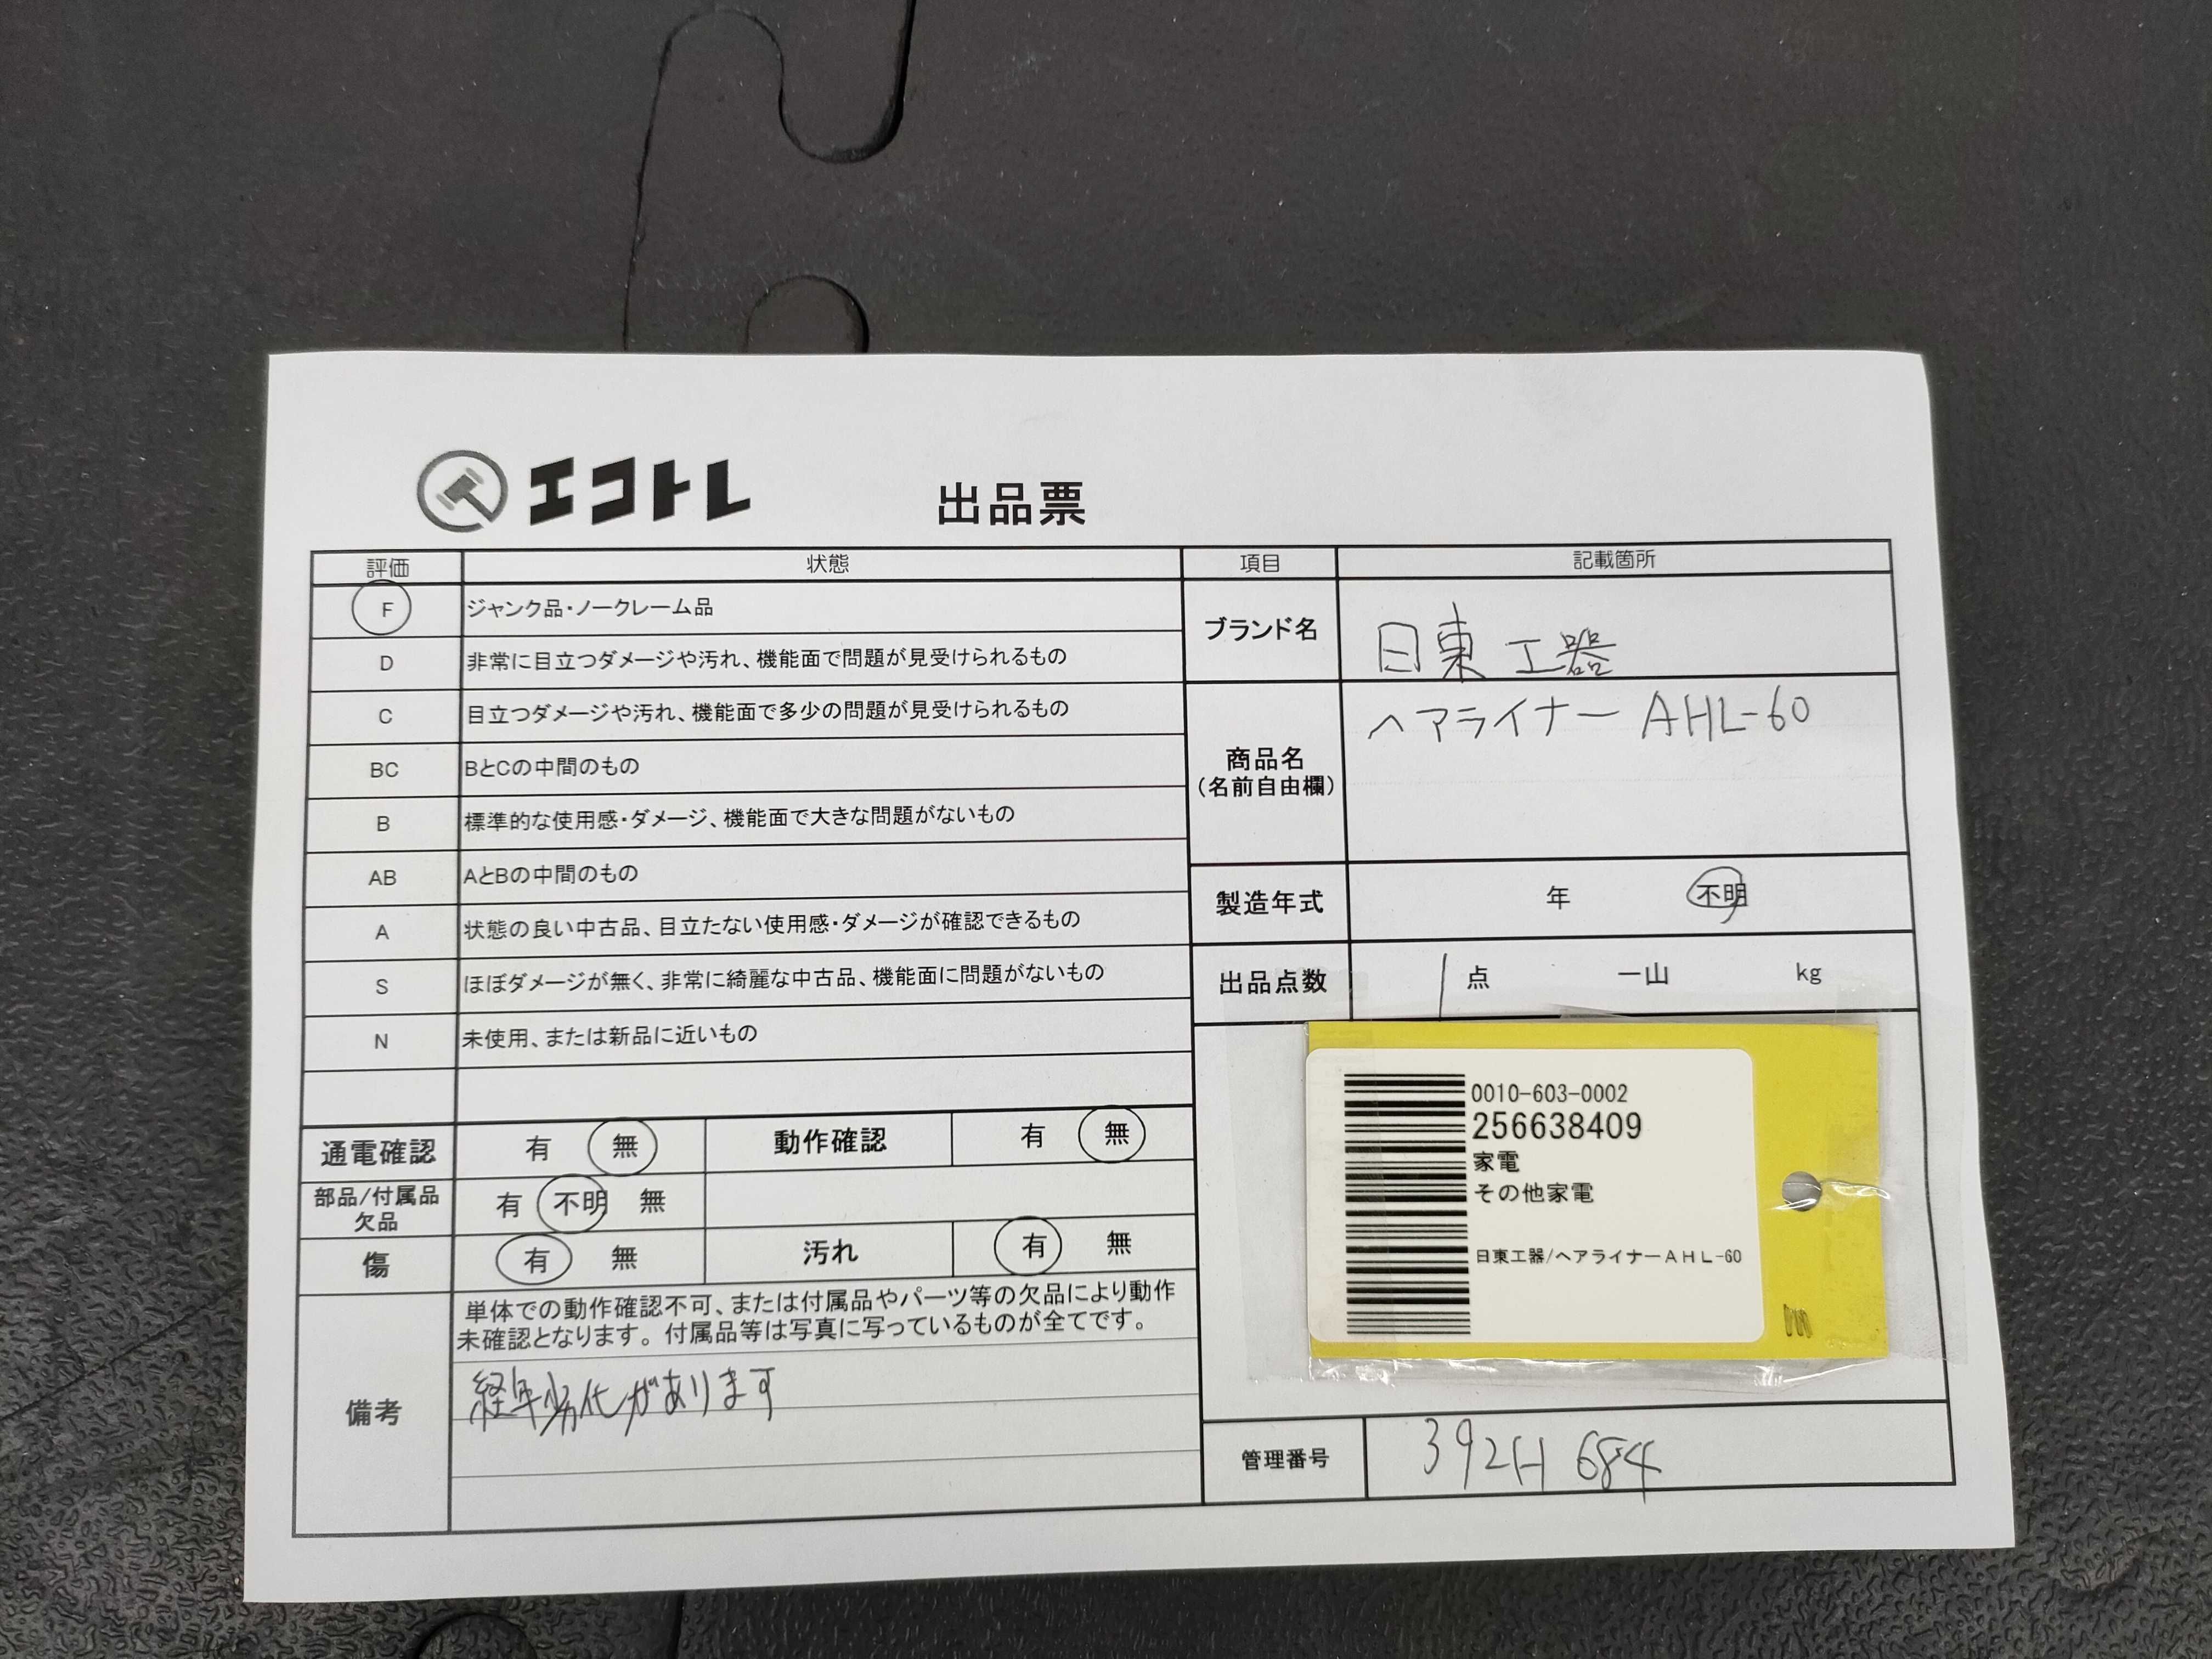 エコトレ 出品票
評価 状態 項目 記載箇所
F ジャンク品・ノークレーム品
D 非常に目立つダメージや汚れ、機能面で問題が見受けられるもの
C 目立つダメージや汚れ、機能面で多少の問題が見受けられるもの
BC BとCの中間のもの
B 標準的な使用感・ダメージ、機能面で大きな問題がないもの
AB AとBの中間のもの
A 状態の良い中古品、目立たない使用感・ダメージが確認できるもの
S ほぼダメージが無く、非常に綺麗な中古品、機能面に問題がないもの
N 未使用、または新品に近いもの
通電確認 有 無 動作確認 有 無
部品/付属品
欠品
有 不明 無
傷 有 無 汚れ 有 無
備考
単体での動作確認不可、または付属品やパーツ等の欠品により動作
未確認となります。付属品等は写真に写っているものが全てです。
経年劣化があります
ブランド名 日東工器
商品名
(名前自由欄)
ヘアライナー AHL-60
製造年式 年 不明
出品点数 1 点 一山 kg
0010-603-0002
256638409
家電
その他家電
日東工器/ヘアライナーAHL-60
管理番号 392H 684